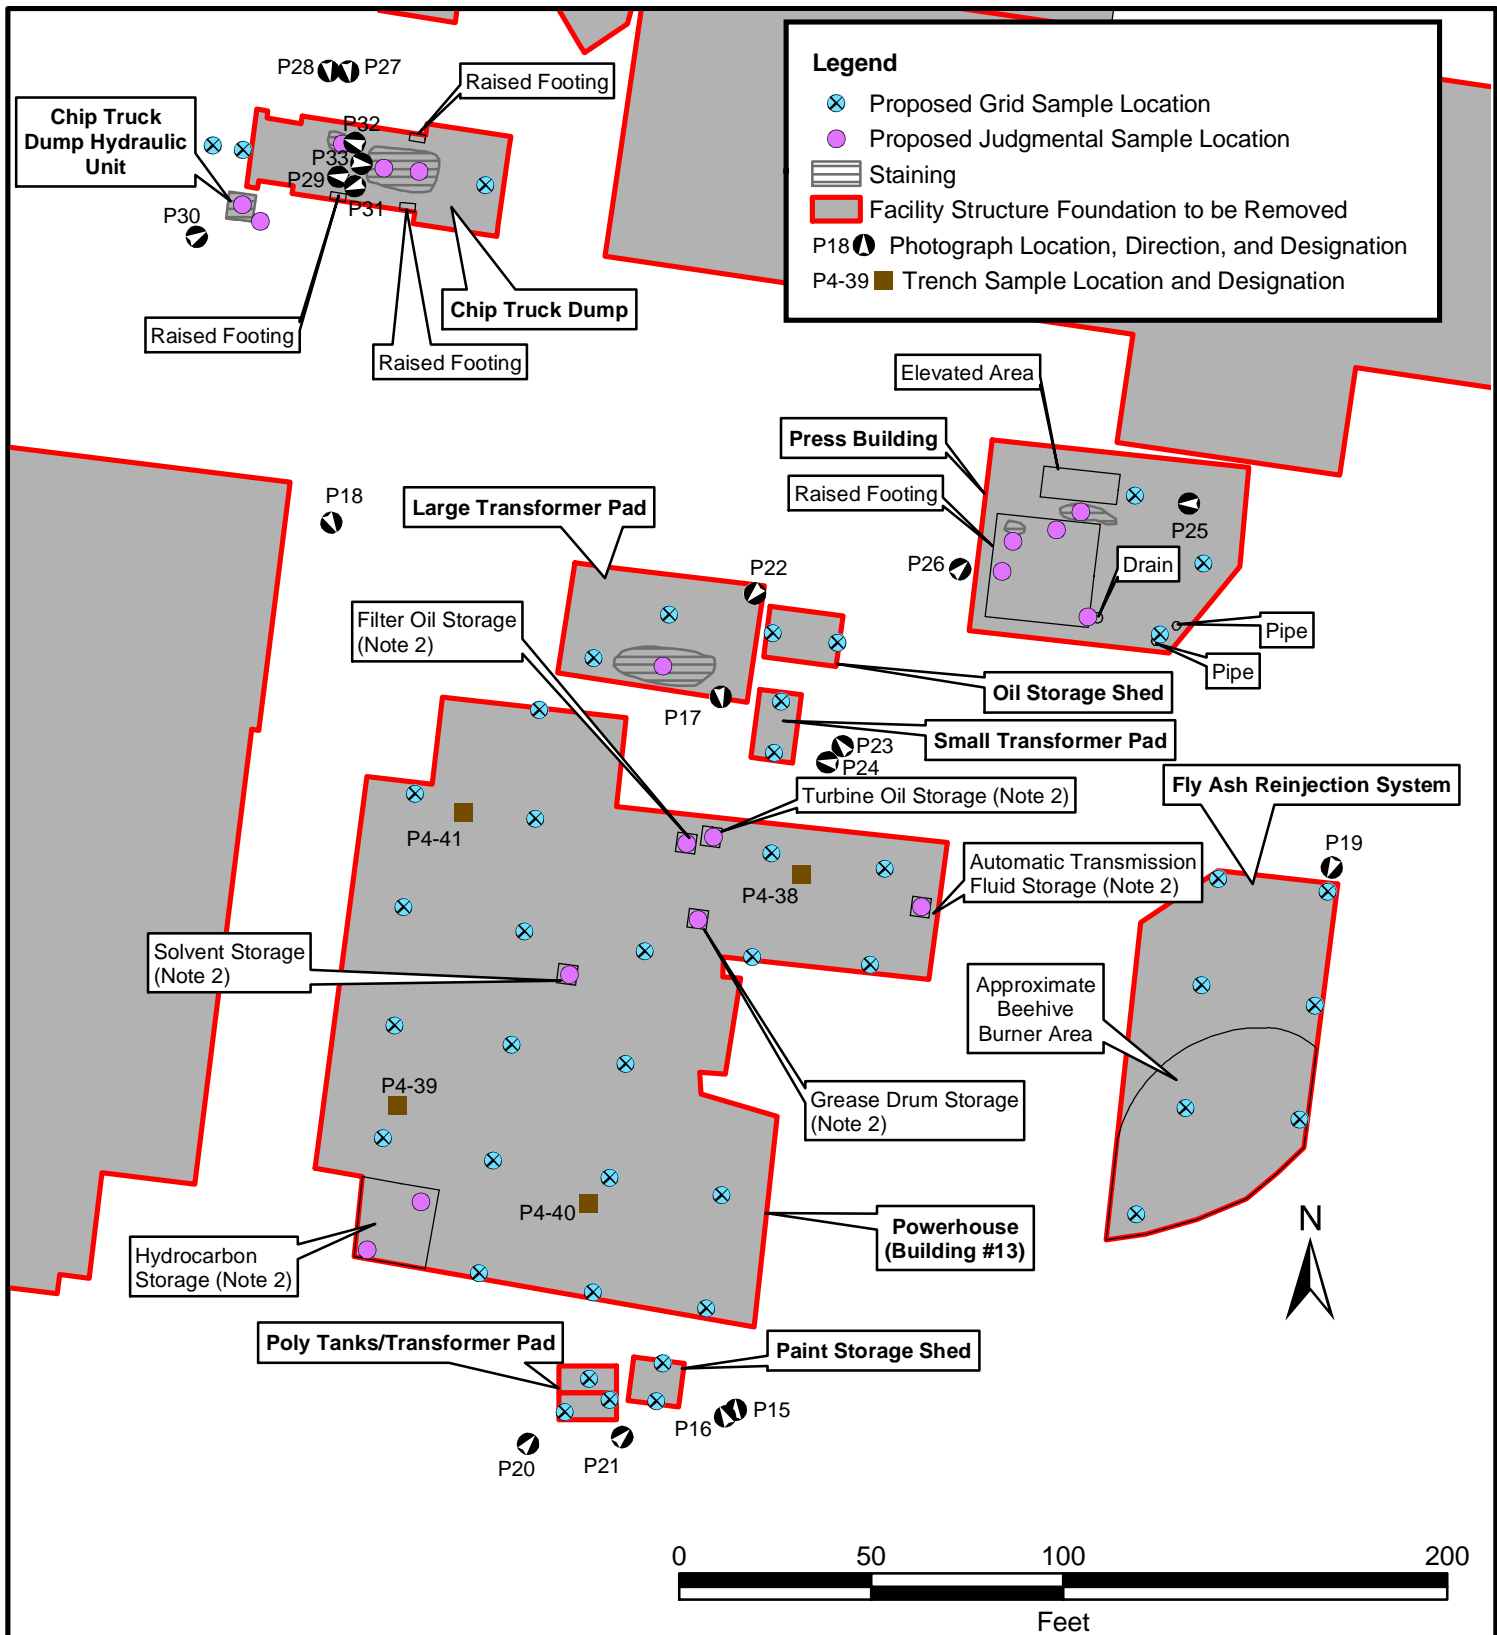 Legend
Proposed Grid Sample Location
Proposed Judgmental Sample Location
Staining
Facility Structure Foundation to be Removed
P18 Photograph Location, Direction, and Designation
P4-39 Trench Sample Location and Designation
P28
P27
Raised Footing
Chip Truck
Dump Hydraulic
Unit
P32
P33
P29
P31
P30
Raised Footing
Raised Footing
Chip Truck Dump
Elevated Area
Press Building
Raised Footing
P25
P26
Drain
Pipe
Pipe
P18
Large Transformer Pad
P22
Filter Oil Storage
(Note 2)
Oil Storage Shed
P17
Small Transformer Pad
P23
P24
Turbine Oil Storage (Note 2)
Fly Ash Reinjection System
P4-41
P4-38
Automatic Transmission
Fluid Storage (Note 2)
P19
Solvent Storage
(Note 2)
Approximate
Beehive
Burner Area
P4-39
Grease Drum Storage
(Note 2)
P4-40
Powerhouse
(Building #13)
N
Hydrocarbon
Storage (Note 2)
Poly Tanks/Transformer Pad
Paint Storage Shed
P16
P15
P20
P21
0
50
100
200
Feet